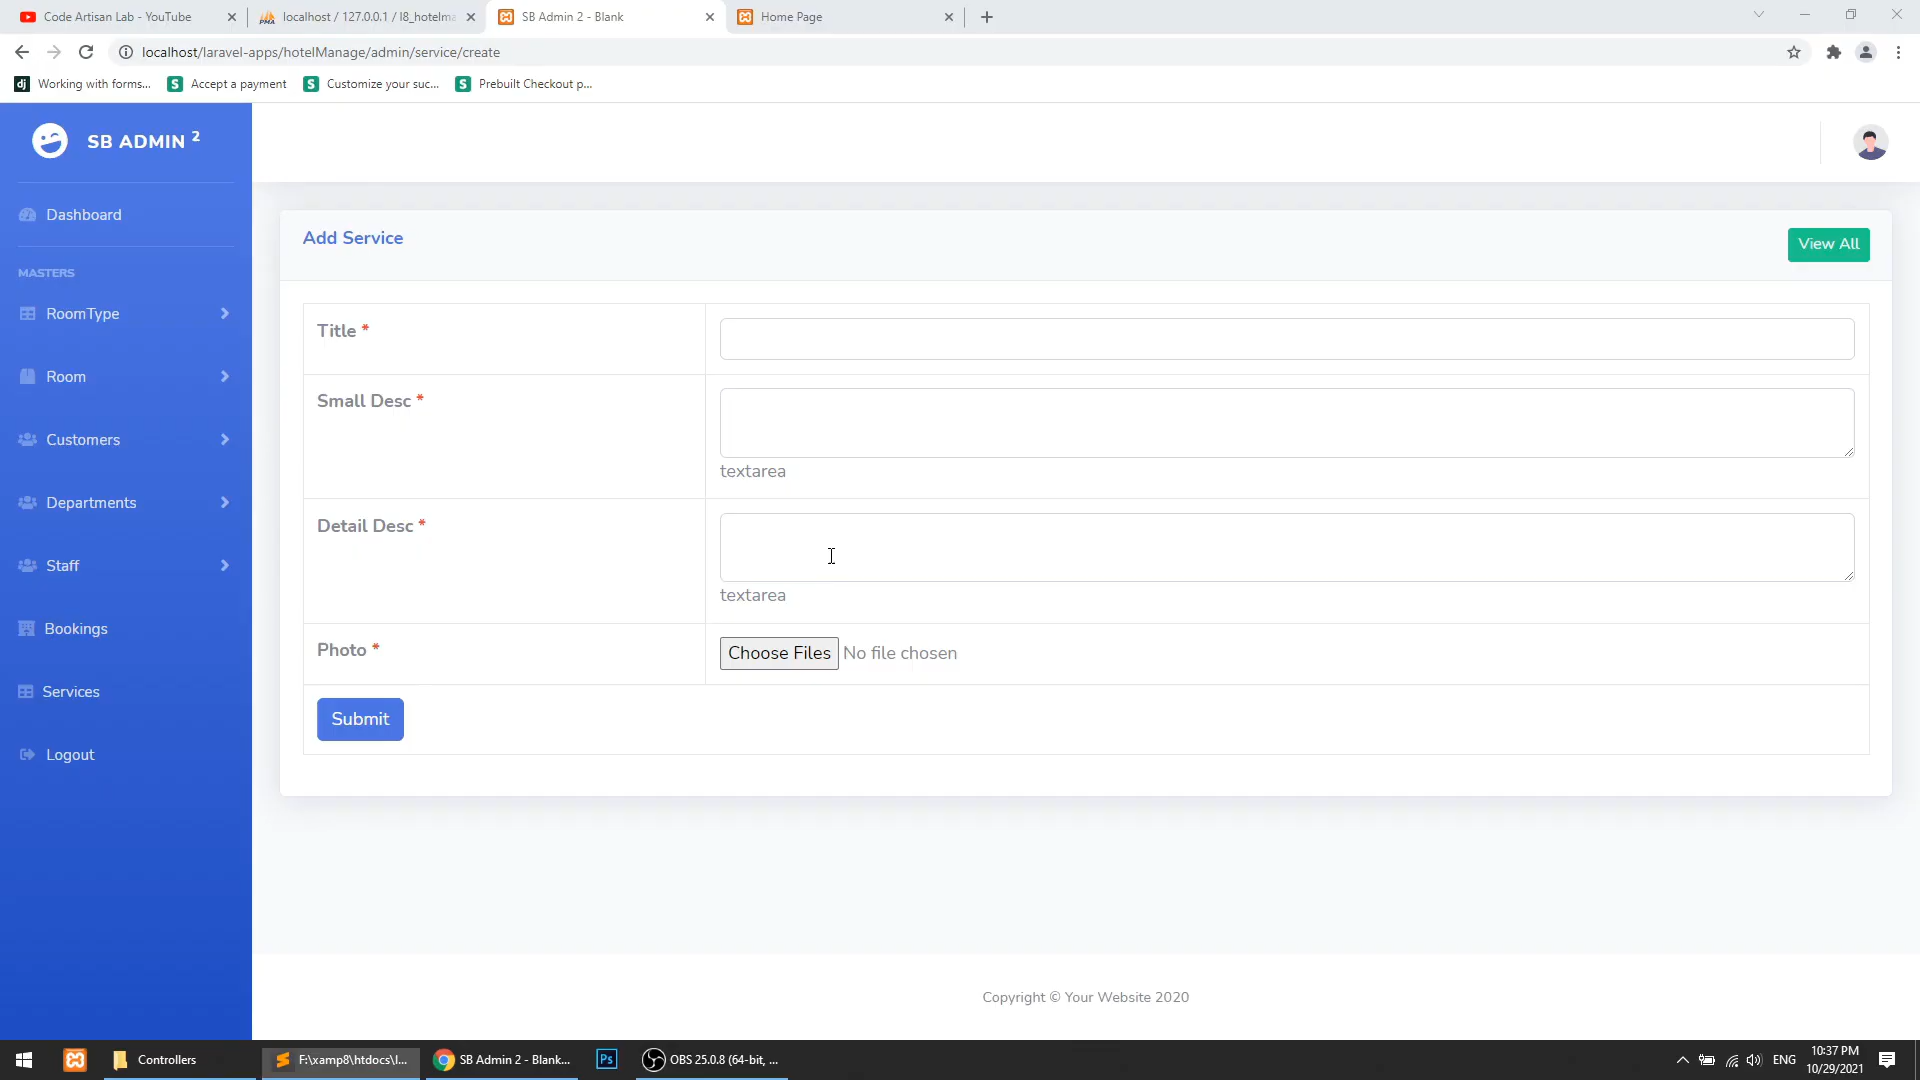 Code Artisan Lab - YouTube
localhost / 127.0.0.1 / l8_hotelma
SB Admin 2 - Blank
Home Page
localhost/laravel-apps/hotelManage/admin/service/create
dj Working with forms...
S Accept a payment
S Customize your suc...
S Prebuilt Checkout p...
SB ADMIN 2
Dashboard
MASTERS
RoomType
Room
Customers
Departments
Staff
Bookings
Services
Logout
Add Service
View All
Title *
Small Desc *
textarea
Detail Desc *
textarea
Photo *
Choose Files No file chosen
Submit
Copyright © Your Website 2020
Controllers
F:\xamp8\htdocs\l...
SB Admin 2 - Blank...
Ps
OBS 25.0.8 (64-bit, ...
ENG
10:37 PM
10/29/2021